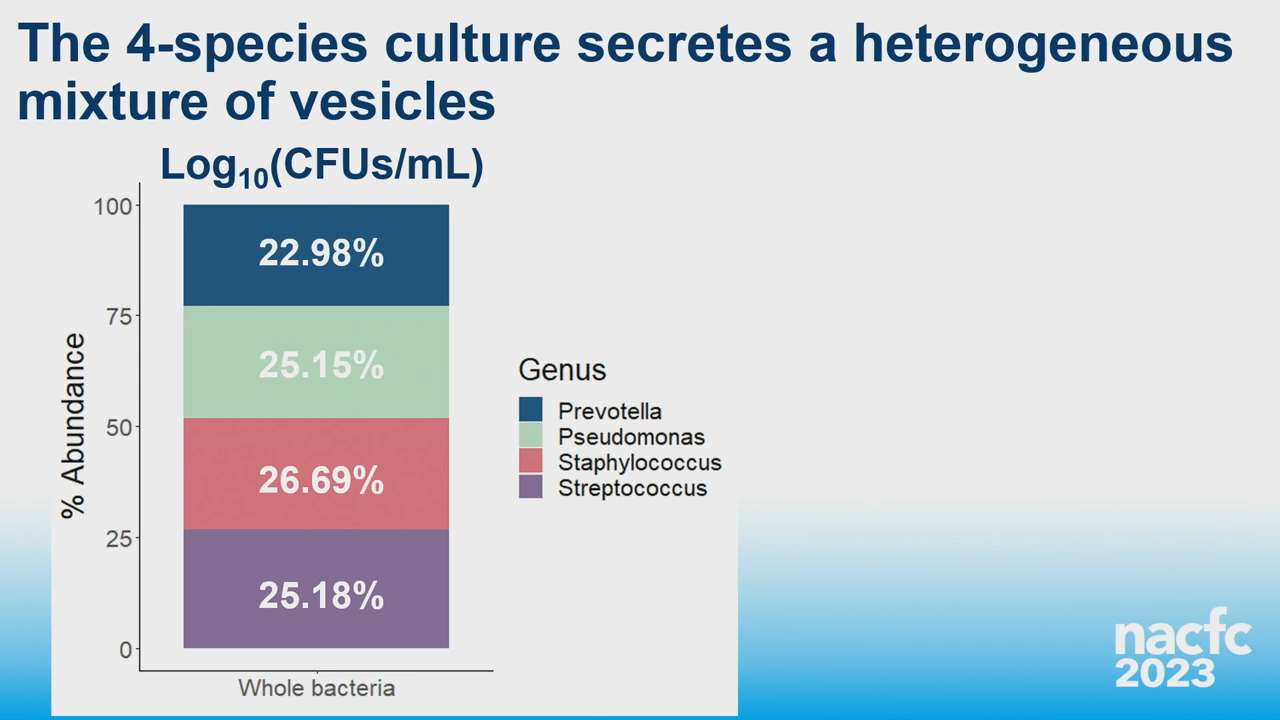 The 4-species culture secretes a heterogeneous
mixture of vesicles
Log₁₀(CFUs/mL)
100
75
50
25
0
% Abundance
22.98%
25.15%
26.69%
25.18%
Whole bacteria
Genus
Prevotella
Pseudomonas
Staphylococcus
Streptococcus
nacfc
2023